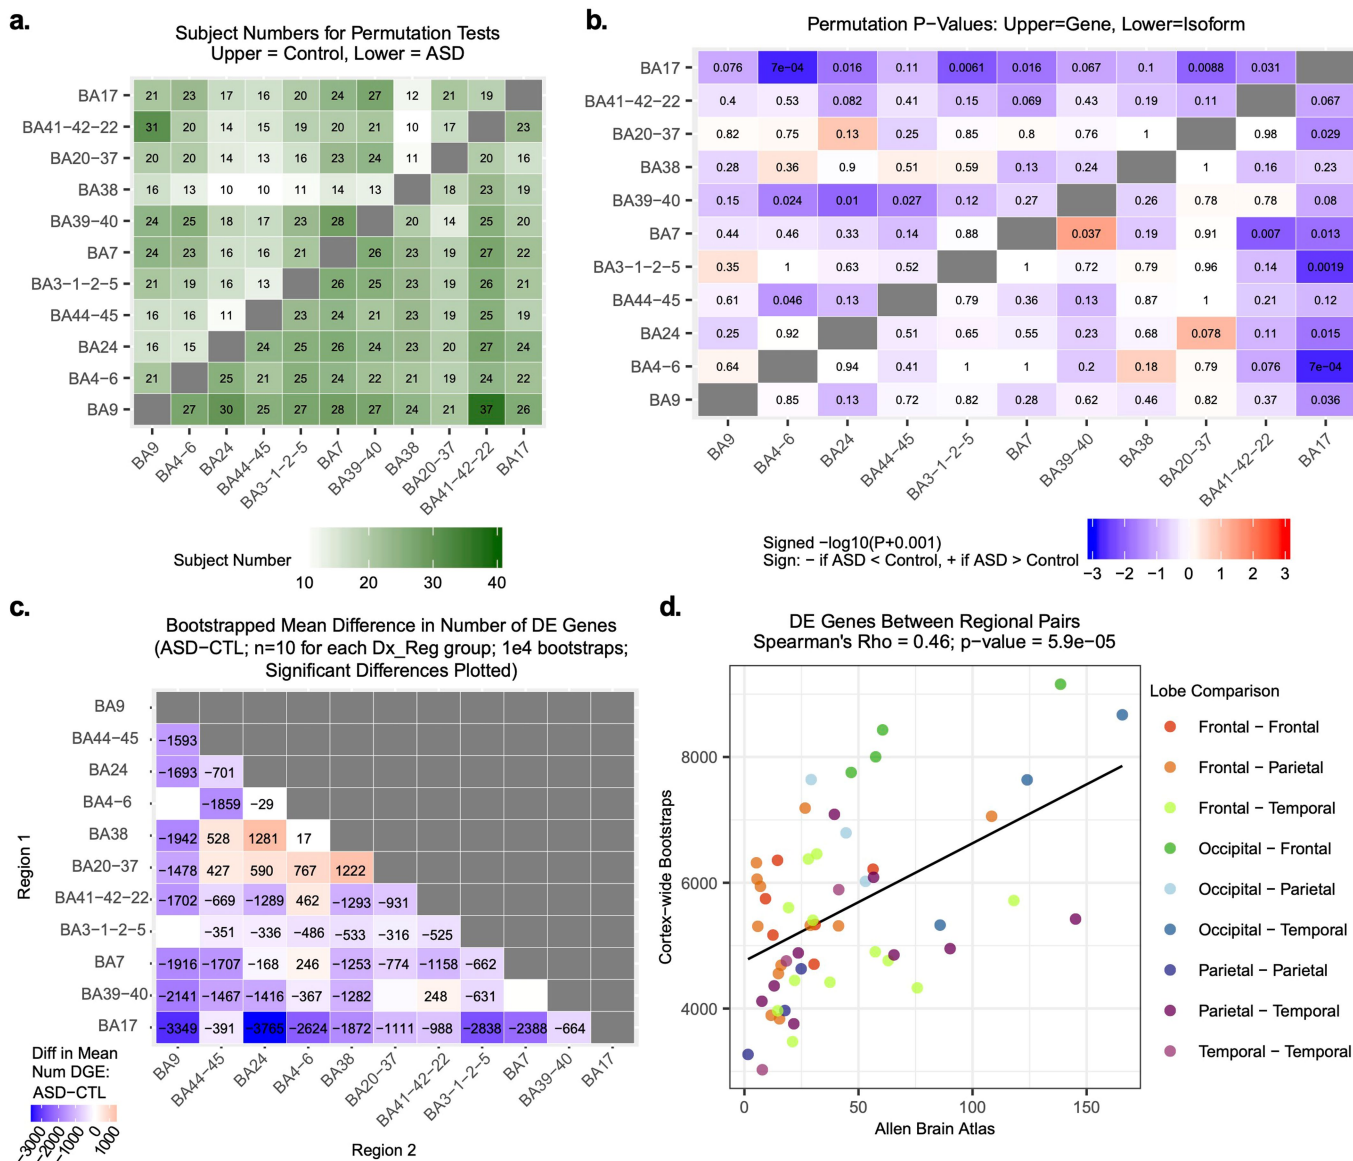 a.
Subject Numbers for Permutation Tests
Upper = Control, Lower = ASD
BA17 21 23 17 16 20 24 27 12 21 19
BA41−42−22 31 20 14 15 19 20 21 10 17 23
BA20−37 20 20 14 13 16 23 24 11 20 16
BA38 16 13 10 10 11 14 13 18 23 19
BA39−40 24 25 18 17 23 28 20 14 25 20
BA7 24 23 16 16 21 26 23 19 27 22
BA3−1−2−5 21 19 16 13 26 25 23 19 26 21
BA44−45 16 16 11 23 24 21 23 19 25 19
BA24 16 15 24 25 26 24 23 20 27 24
BA4−6 21 25 21 25 24 22 21 19 24 22
BA9 27 30 25 27 28 27 24 21 37 26
BA9 BA4−6 BA24 BA44−45 BA3−1−2−5 BA7 BA39−40 BA38 BA20−37 BA41−42−22 BA17
Subject Number
10 20 30 40
b.
Permutation P−Values: Upper=Gene, Lower=Isoform
BA17 0.076 7e−04 0.016 0.11 0.0061 0.016 0.067 0.1 0.0088 0.031
BA41−42−22 0.4 0.53 0.082 0.41 0.15 0.069 0.43 0.19 0.11 0.067
BA20−37 0.82 0.75 0.13 0.25 0.85 0.8 0.76 1 0.98 0.029
BA38 0.28 0.36 0.9 0.51 0.59 0.13 0.24 1 0.16 0.23
BA39−40 0.15 0.024 0.01 0.027 0.12 0.27 0.26 0.78 0.78 0.08
BA7 0.44 0.46 0.33 0.14 0.88 0.037 0.19 0.91 0.007 0.013
BA3−1−2−5 0.35 1 0.63 0.52 1 0.72 0.79 0.96 0.14 0.0019
BA44−45 0.61 0.046 0.13 0.79 0.36 0.13 0.87 1 0.21 0.12
BA24 0.25 0.92 0.51 0.65 0.55 0.23 0.68 0.078 0.11 0.015
BA4−6 0.64 0.94 0.41 1 1 0.2 0.18 0.79 0.076 7e−04
BA9 0.85 0.13 0.72 0.82 0.28 0.62 0.46 0.82 0.37 0.036
BA9 BA4−6 BA24 BA44−45 BA3−1−2−5 BA7 BA39−40 BA38 BA20−37 BA41−42−22 BA17
Signed −log10(P+0.001)
Sign: − if ASD < Control, + if ASD > Control
−3 −2 −1 0 1 2 3
c.
Bootstrapped Mean Difference in Number of DE Genes
(ASD−CTL; n=10 for each Dx_Reg group; 1e4 bootstraps;
Significant Differences Plotted)
Region 1
BA9
BA44−45 −1593
BA24 −1693 −701
BA4−6 −1859 −29
BA38 −1942 528 1281 17
BA20−37 −1478 427 590 767 1222
BA41−42−22 −1702 −669 −1289 462 −1293 −931
BA3−1−2−5 −351 −336 −486 −533 −316 −525
BA7 −1916 −1707 −168 246 −1253 −774 −1158 −662
BA39−40 −2141 −1467 −1416 −367 −1282 248 −631
BA17 −3349 −391 −3765 −2624 −1872 −1111 −988 −2838 −2388 −664
BA9 BA44−45 BA24 BA4−6 BA38 BA20−37 BA41−42−22 BA3−1−2−5 BA7 BA39−40 BA17
Region 2
Diff in Mean
Num DGE:
ASD−CTL
−3000 −2000 −1000 0 1000
d.
DE Genes Between Regional Pairs
Spearman's Rho = 0.46; p−value = 5.9e−05
Cortex−wide Bootstraps
8000
6000
4000
0 50 100 150
Allen Brain Atlas
Lobe Comparison
Frontal − Frontal
Frontal − Parietal
Frontal − Temporal
Occipital − Frontal
Occipital − Parietal
Occipital − Temporal
Parietal − Parietal
Parietal − Temporal
Temporal − Temporal